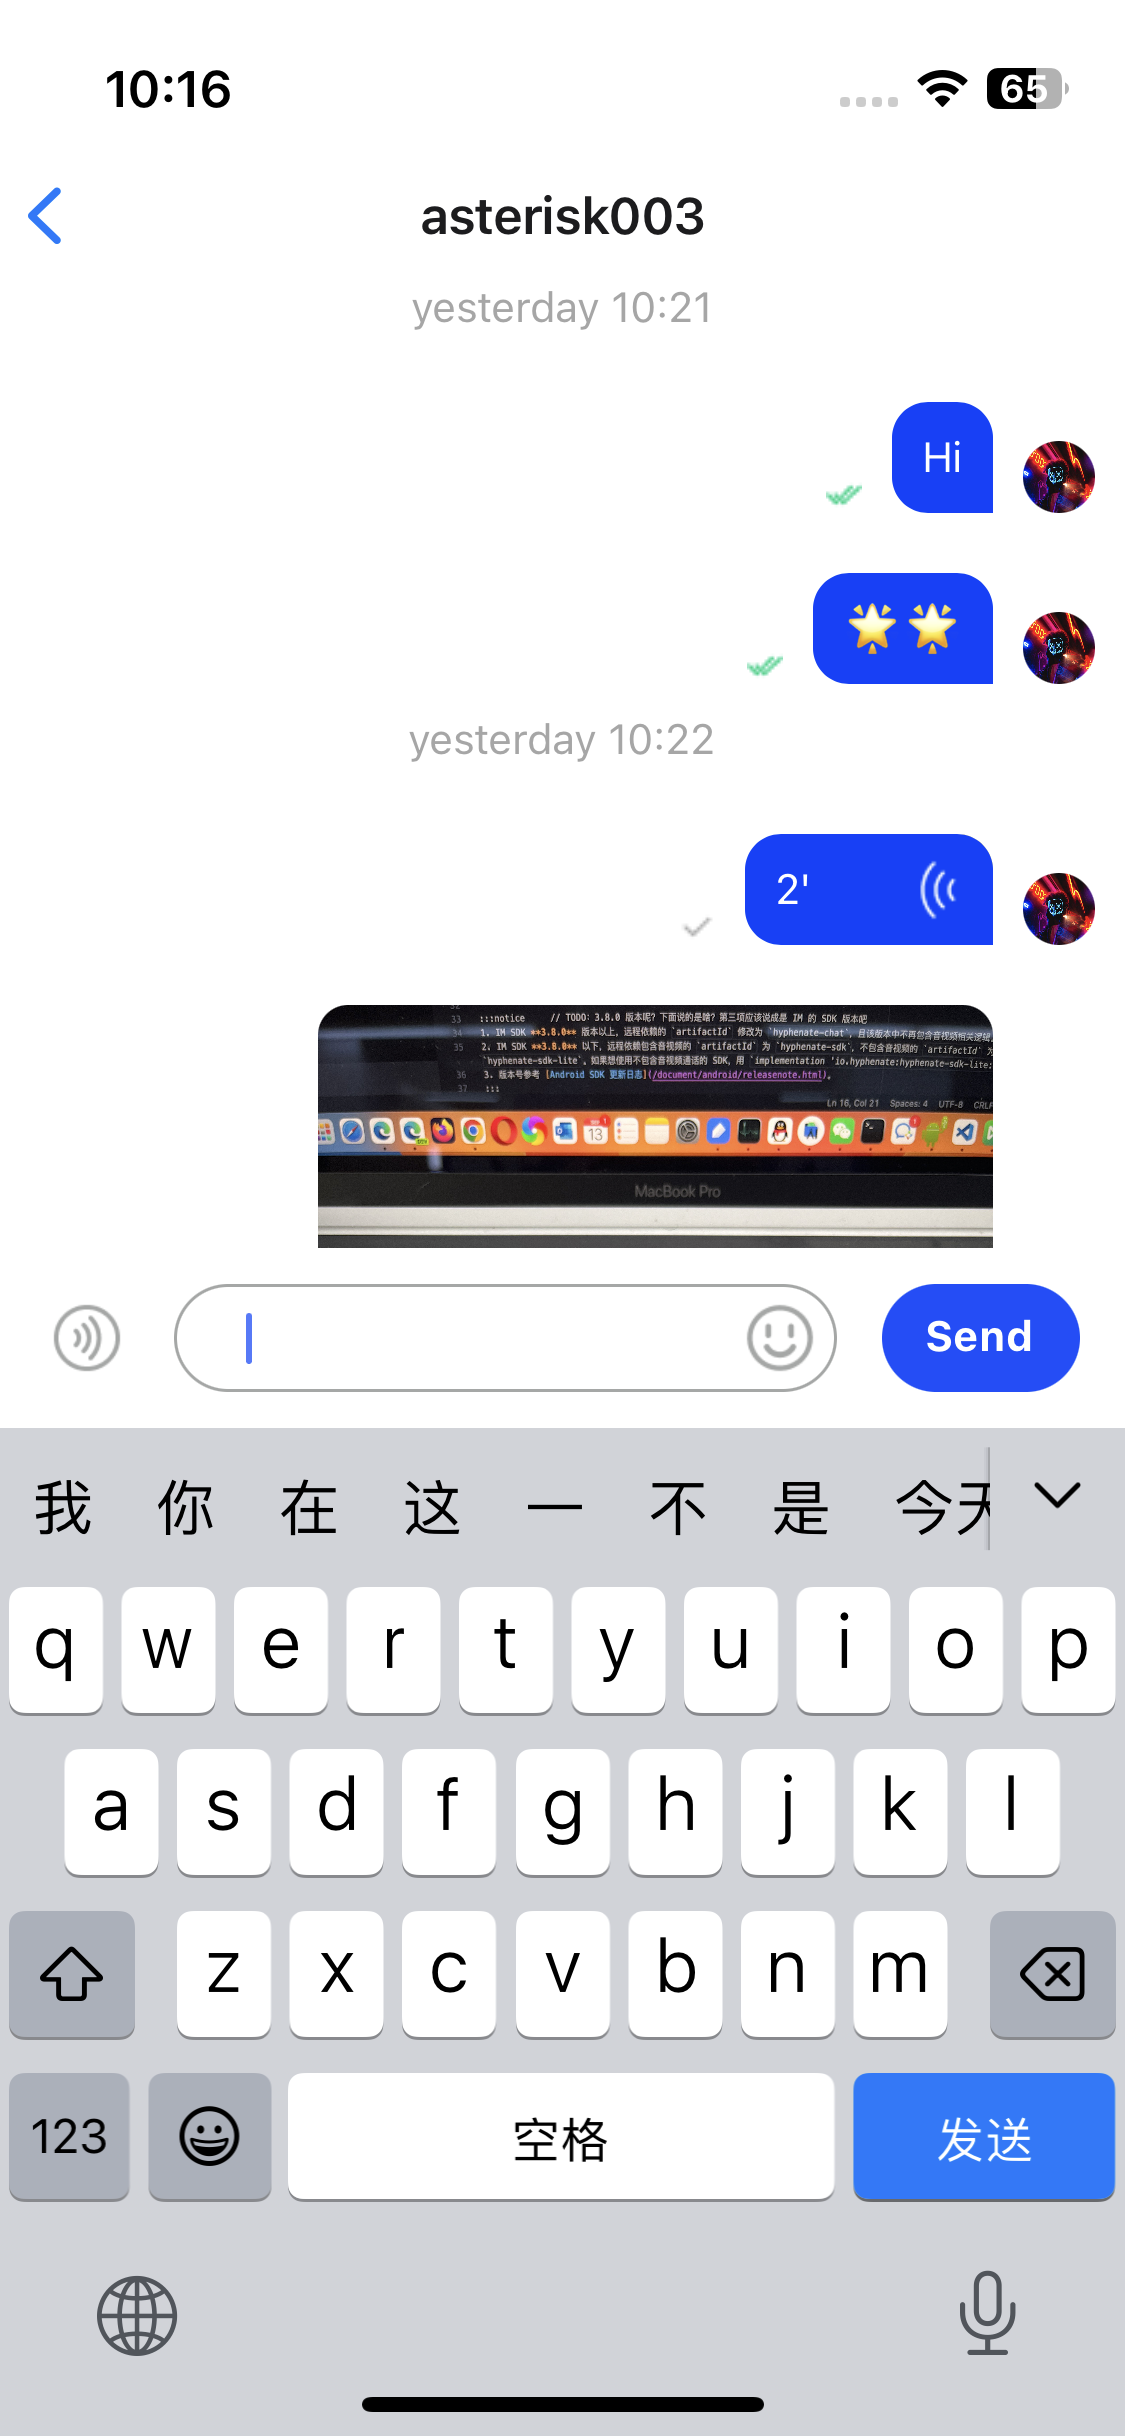 10:16
65
asterisk003
yesterday 10:21
Hi
yesterday 10:22
2'
33 :::notice // TODO: 3.8.0 版本呢? 下面说的是啥? 第三项应该说成是 IM 的 SDK 版本吧
34 1. IM SDK **3.8.0** 版本以上, 远程依赖的 `artifactId` 修改为 `hyphenate-chat`, 且该版本中不再包含音视频相关逻辑
35 2. IM SDK **3.8.0** 以下, 远程依赖包含音视频的 `artifactId` 为 `hyphenate-sdk`, 不包含音视频的 `artifactId` 为
`hyphenate-sdk-lite`. 如果想使用不包含音视频通话的 SDK, 用 `implementation 'io.hyphenate:hyphenate-sdk-lite:
36 3. 版本号参考 [Android SDK 更新日志](/document/android/releasenote.html).
37 :::
Ln 16, Col 21 Spaces: 4 UTF-8 CRLF
13
MacBook Pro
Send
我 你 在 这 一 不 是 今天
q w e r t y u i o p
a s d f g h j k l
z x c v b n m
123 空格 发送